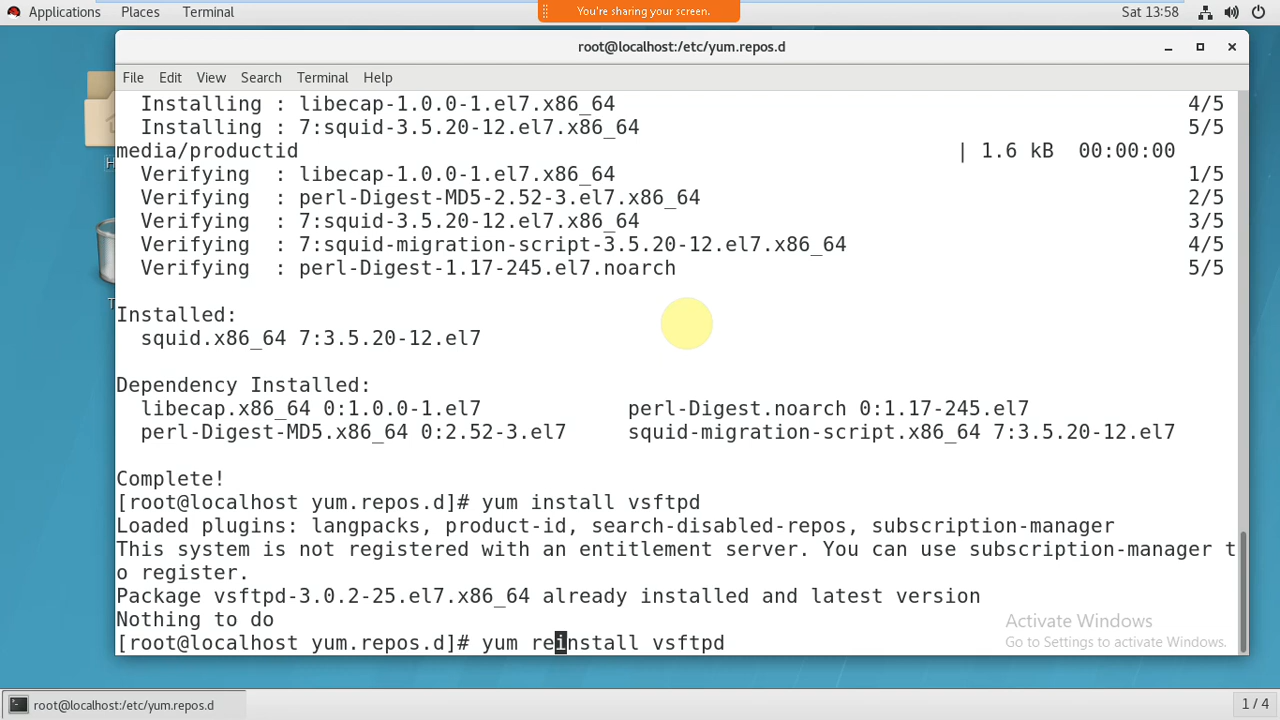 Applications Places Terminal
You're sharing your screen.
Sat 13:58
root@localhost:/etc/yum.repos.d
File Edit View Search Terminal Help
Installing : libecap-1.0.0-1.el7.x86_64 4/5
Installing : 7:squid-3.5.20-12.el7.x86_64 5/5
media/productid | 1.6 kB 00:00:00
Verifying : libecap-1.0.0-1.el7.x86_64 1/5
Verifying : perl-Digest-MD5-2.52-3.el7.x86_64 2/5
Verifying : 7:squid-3.5.20-12.el7.x86_64 3/5
Verifying : 7:squid-migration-script-3.5.20-12.el7.x86_64 4/5
Verifying : perl-Digest-1.17-245.el7.noarch 5/5
Installed:
squid.x86_64 7:3.5.20-12.el7
Dependency Installed:
libecap.x86_64 0:1.0.0-1.el7 perl-Digest.noarch 0:1.17-245.el7
perl-Digest-MD5.x86_64 0:2.52-3.el7 squid-migration-script.x86_64 7:3.5.20-12.el7
Complete!
[root@localhost yum.repos.d]# yum install vsftpd
Loaded plugins: langpacks, product-id, search-disabled-repos, subscription-manager
This system is not registered with an entitlement server. You can use subscription-manager t
o register.
Package vsftpd-3.0.2-25.el7.x86_64 already installed and latest version
Nothing to do
[root@localhost yum.repos.d]# yum reinstall vsftpd
Activate Windows
Go to Settings to activate Windows.
root@localhost:/etc/yum.repos.d
1 / 4